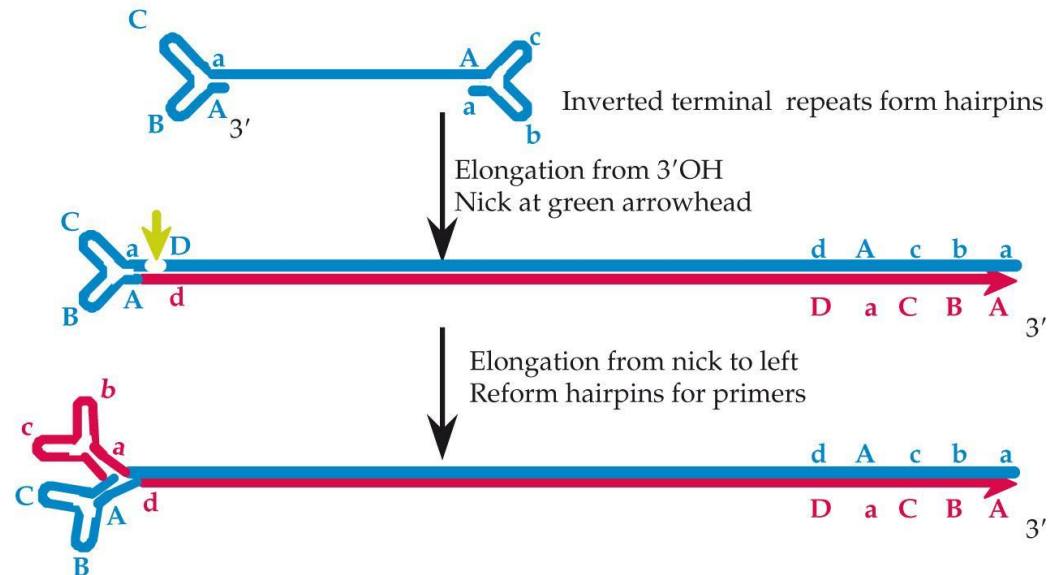 C
a
A
c
B
A
3′
a
b
Inverted terminal repeats form hairpins
Elongation from 3′OH
Nick at green arrowhead
C
a
D
B
A
d
d A c b a
D a C B A
3′
Elongation from nick to left
Reform hairpins for primers
b
c
a
C
A
d
B
d A c b a
D a C B A
3′